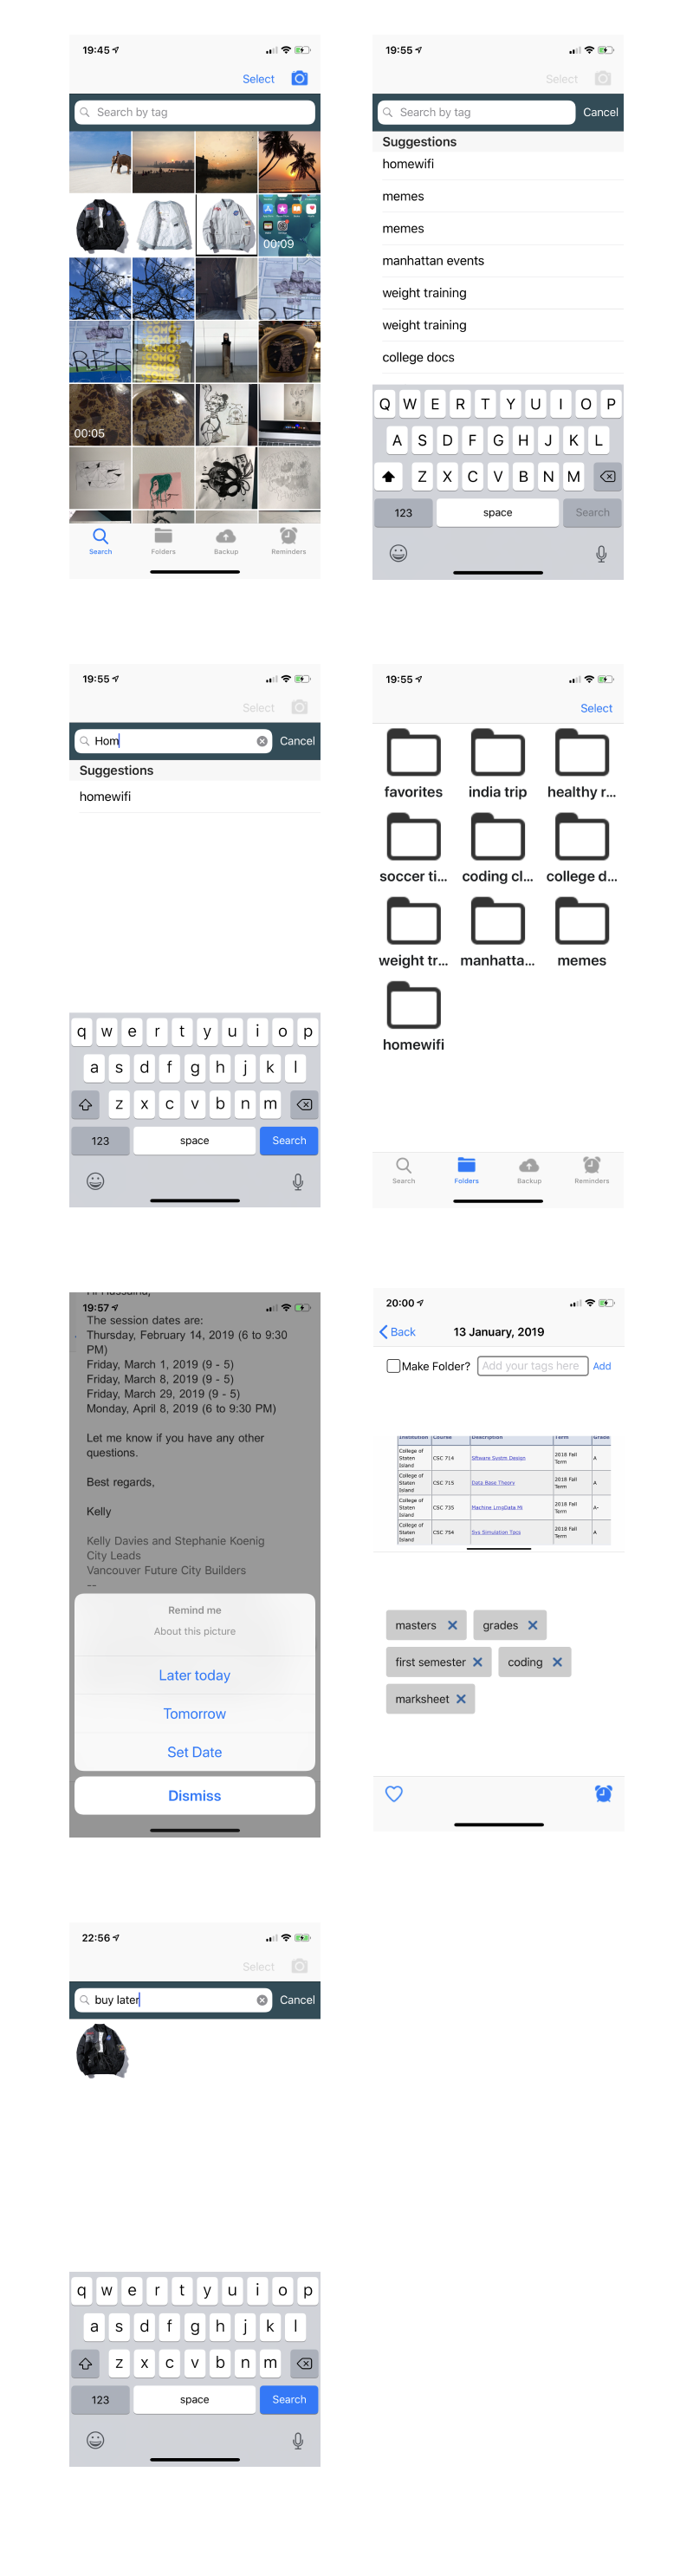 19:45
Select
Search by tag
00:09
COHO
COHO
COHO
COHO
COHO
00:05
Search Folders Backup Reminders
19:55
Select
Search by tag Cancel
Suggestions
homewifi
memes
memes
manhattan events
weight training
weight training
college docs
Q W E R T Y U I O P
A S D F G H J K L
Z X C V B N M
123 space Search
19:55
Select
Hom Cancel
Suggestions
homewifi
q w e r t y u i o p
a s d f g h j k l
z x c v b n m
123 space Search
19:55
Select
favorites india trip healthy r...
soccer ti... coding cl... college d...
weight tr... manhatta... memes
homewifi
Search Folders Backup Reminders
19:57
The session dates are:
Thursday, February 14, 2019 (6 to 9:30
PM)
Friday, March 1, 2019 (9 - 5)
Friday, March 8, 2019 (9 - 5)
Friday, March 29, 2019 (9 - 5)
Monday, April 8, 2019 (6 to 9:30 PM)
Let me know if you have any other
questions.
Best regards,
Kelly
Kelly Davies and Stephanie Koenig
City Leads
Vancouver Future City Builders
--
Remind me
About this picture
Later today
Tomorrow
Set Date
Dismiss
20:00
Back 13 January, 2019
Make Folder? Add your tags here Add
Institution Course Description Term Grade
College of Staten Island CSC 714 Sftware Systm Design 2018 Fall Term A
College of Staten Island CSC 715 Data Base Theory 2018 Fall Term A
College of Staten Island CSC 735 Machine LrngData Mi 2018 Fall Term A-
College of Staten Island CSC 754 Sys Simulation Tpcs 2018 Fall Term A
masters grades
first semester coding
marksheet
22:56
Select
buy later Cancel
q w e r t y u i o p
a s d f g h j k l
z x c v b n m
123 space Search